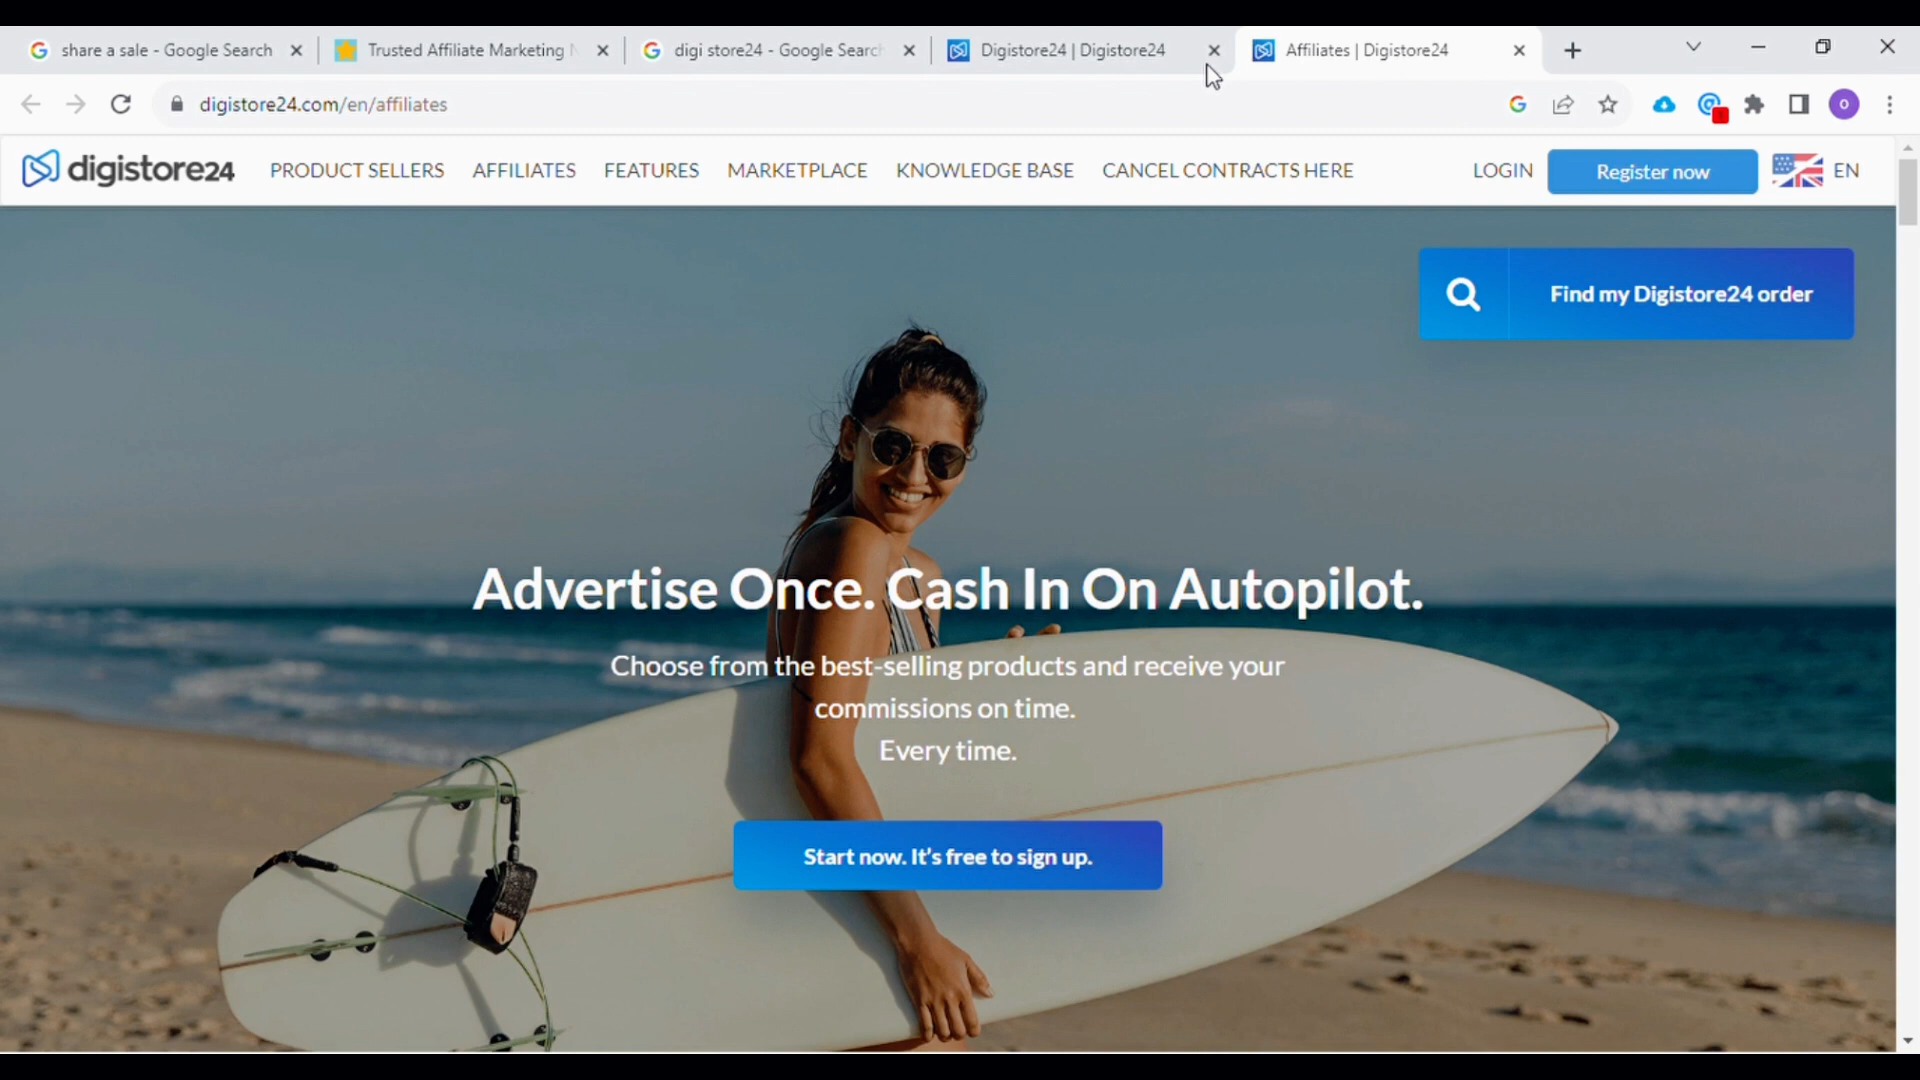 share a sale - Google Search
Trusted Affiliate Marketing
digi store24 - Google Search
Digistore24 | Digistore24
Affiliates | Digistore24
digistore24.com/en/affiliates
O
digistore24
PRODUCT SELLERS
AFFILIATES
FEATURES
MARKETPLACE
KNOWLEDGE BASE
CANCEL CONTRACTS HERE
LOGIN
Register now
EN
Find my Digistore24 order
Advertise Once. Cash In On Autopilot.
Choose from the best-selling products and receive your
commissions on time.
Every time.
Start now. It's free to sign up.